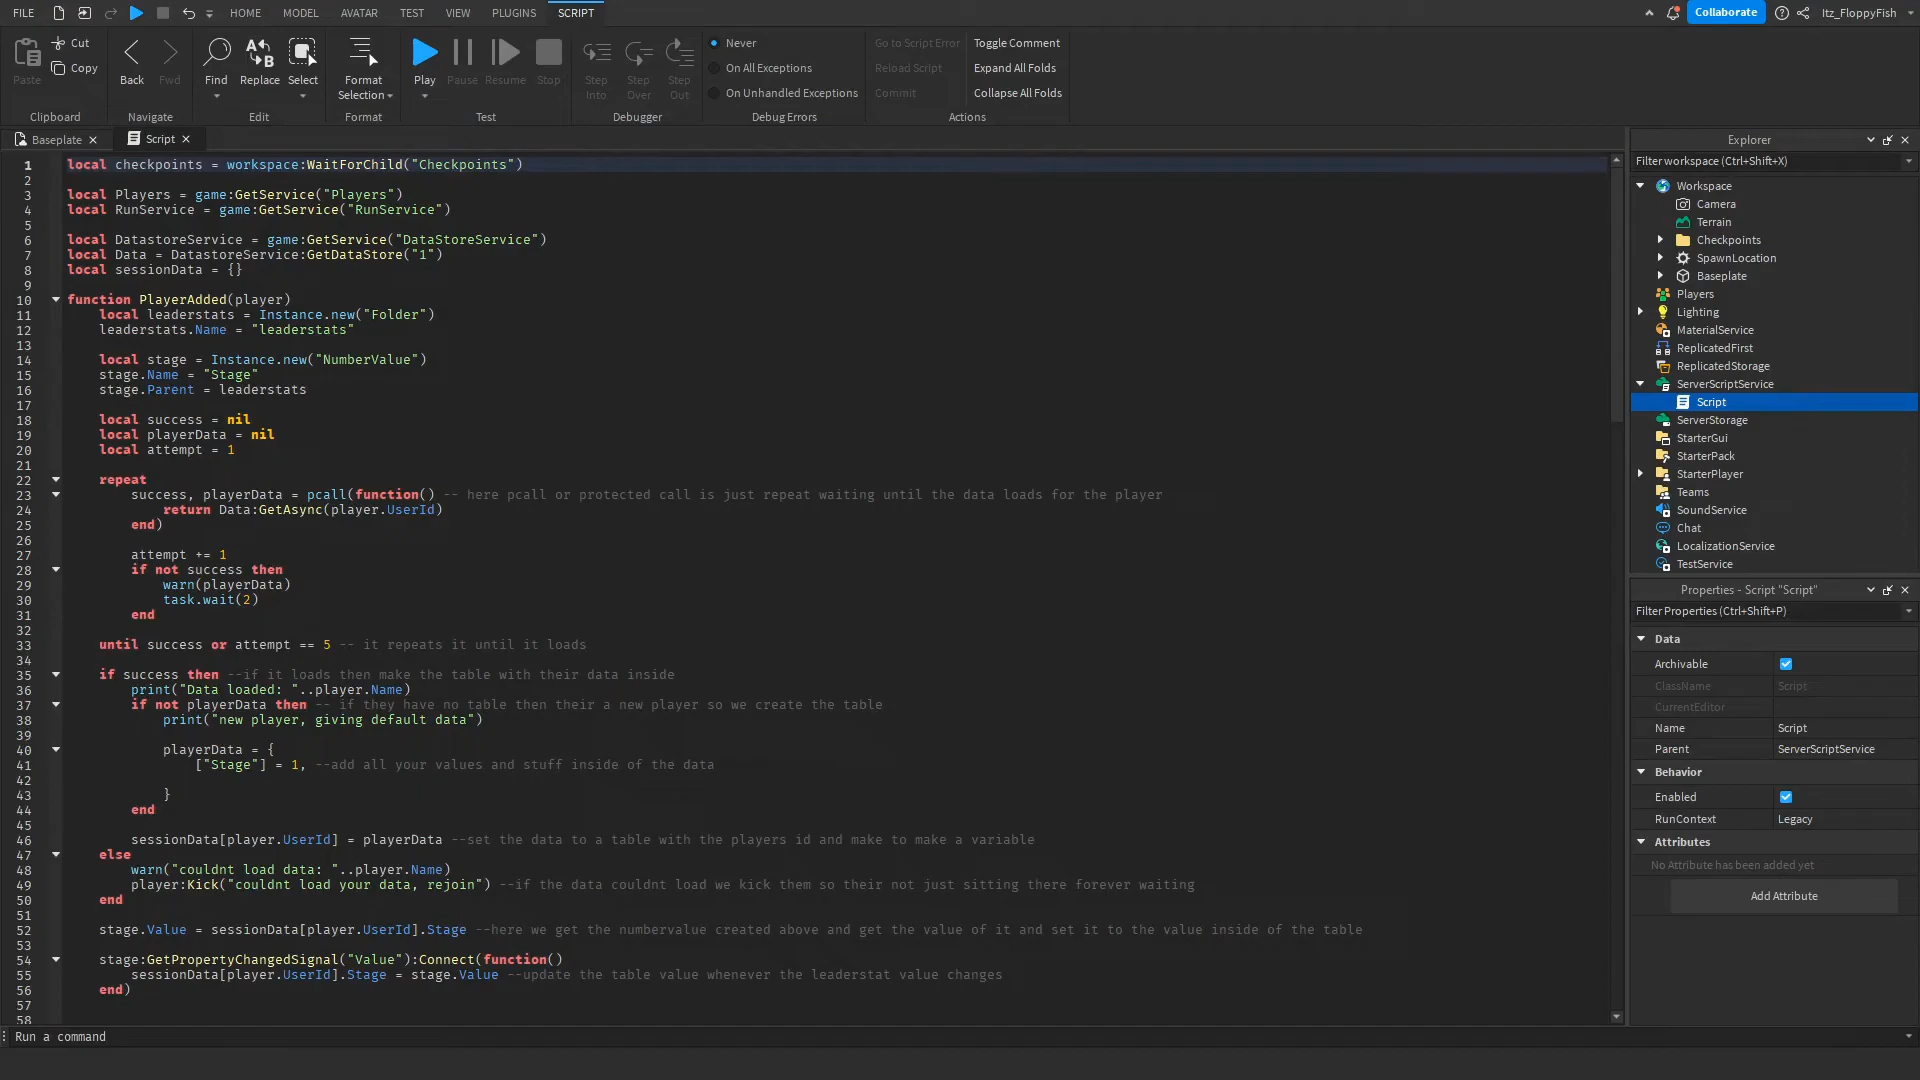 FILE HOME MODEL AVATAR TEST VIEW PLUGINS SCRIPT Collaborate Itz_FloppyFish
Paste Cut Copy
Clipboard
Back Fwd
Navigate
Find Replace Select
Edit
Format Selection
Format
Play Pause Resume Stop
Test
Step Into Step Over Step Out
Debugger
Never
On All Exceptions
On Unhandled Exceptions
Debug Errors
Go to Script Error Toggle Comment
Reload Script Expand All Folds
Commit Collapse All Folds
Actions
Baseplate Script
1 local checkpoints = workspace:WaitForChild("Checkpoints")
2
3 local Players = game:GetService("Players")
4 local RunService = game:GetService("RunService")
5
6 local DatastoreService = game:GetService("DataStoreService")
7 local Data = DatastoreService:GetDataStore("1")
8 local sessionData = {}
9
10 function PlayerAdded(player)
11 local leaderstats = Instance.new("Folder")
12 leaderstats.Name = "leaderstats"
13
14 local stage = Instance.new("NumberValue")
15 stage.Name = "Stage"
16 stage.Parent = leaderstats
17
18 local success = nil
19 local playerData = nil
20 local attempt = 1
21
22 repeat
23 success, playerData = pcall(function() -- here pcall or protected call is just repeat waiting until the data loads for the player
24 return Data:GetAsync(player.UserId)
25 end)
26
27 attempt += 1
28 if not success then
29 warn(playerData)
30 task.wait(2)
31 end
32
33 until success or attempt == 5 -- it repeats it until it loads
34
35 if success then --if it loads then make the table with their data inside
36 print("Data loaded: "..player.Name)
37 if not playerData then -- if they have no table then their a new player so we create the table
38 print("new player, giving default data")
39
40 playerData = {
41 ["Stage"] = 1, --add all your values and stuff inside of the data
42
43 }
44 end
45
46 sessionData[player.UserId] = playerData --set the data to a table with the players id and make to make a variable
47 else
48 warn("couldnt load data: "..player.Name)
49 player:Kick("couldnt load your data, rejoin") --if the data couldnt load we kick them so their not just sitting there forever waiting
50 end
51
52 stage.Value = sessionData[player.UserId].Stage --here we get the numbervalue created above and get the value of it and set it to the value inside of the table
53
54 stage:GetPropertyChangedSignal("Value"):Connect(function()
55 sessionData[player.UserId].Stage = stage.Value --update the table value whenever the leaderstat value changes
56 end)
57
58
Run a command
Explorer
Filter workspace (Ctrl+Shift+X)
Workspace
Camera
Terrain
Checkpoints
SpawnLocation
Baseplate
Players
Lighting
MaterialService
ReplicatedFirst
ReplicatedStorage
ServerScriptService
Script
ServerStorage
StarterGui
StarterPack
StarterPlayer
Teams
SoundService
Chat
LocalizationService
TestService
Properties - Script "Script"
Filter Properties (Ctrl+Shift+P)
Data
Archivable
ClassName Script
CurrentEditor
Name Script
Parent ServerScriptService
Behavior
Enabled
RunContext Legacy
Attributes
No Attribute has been added yet
Add Attribute